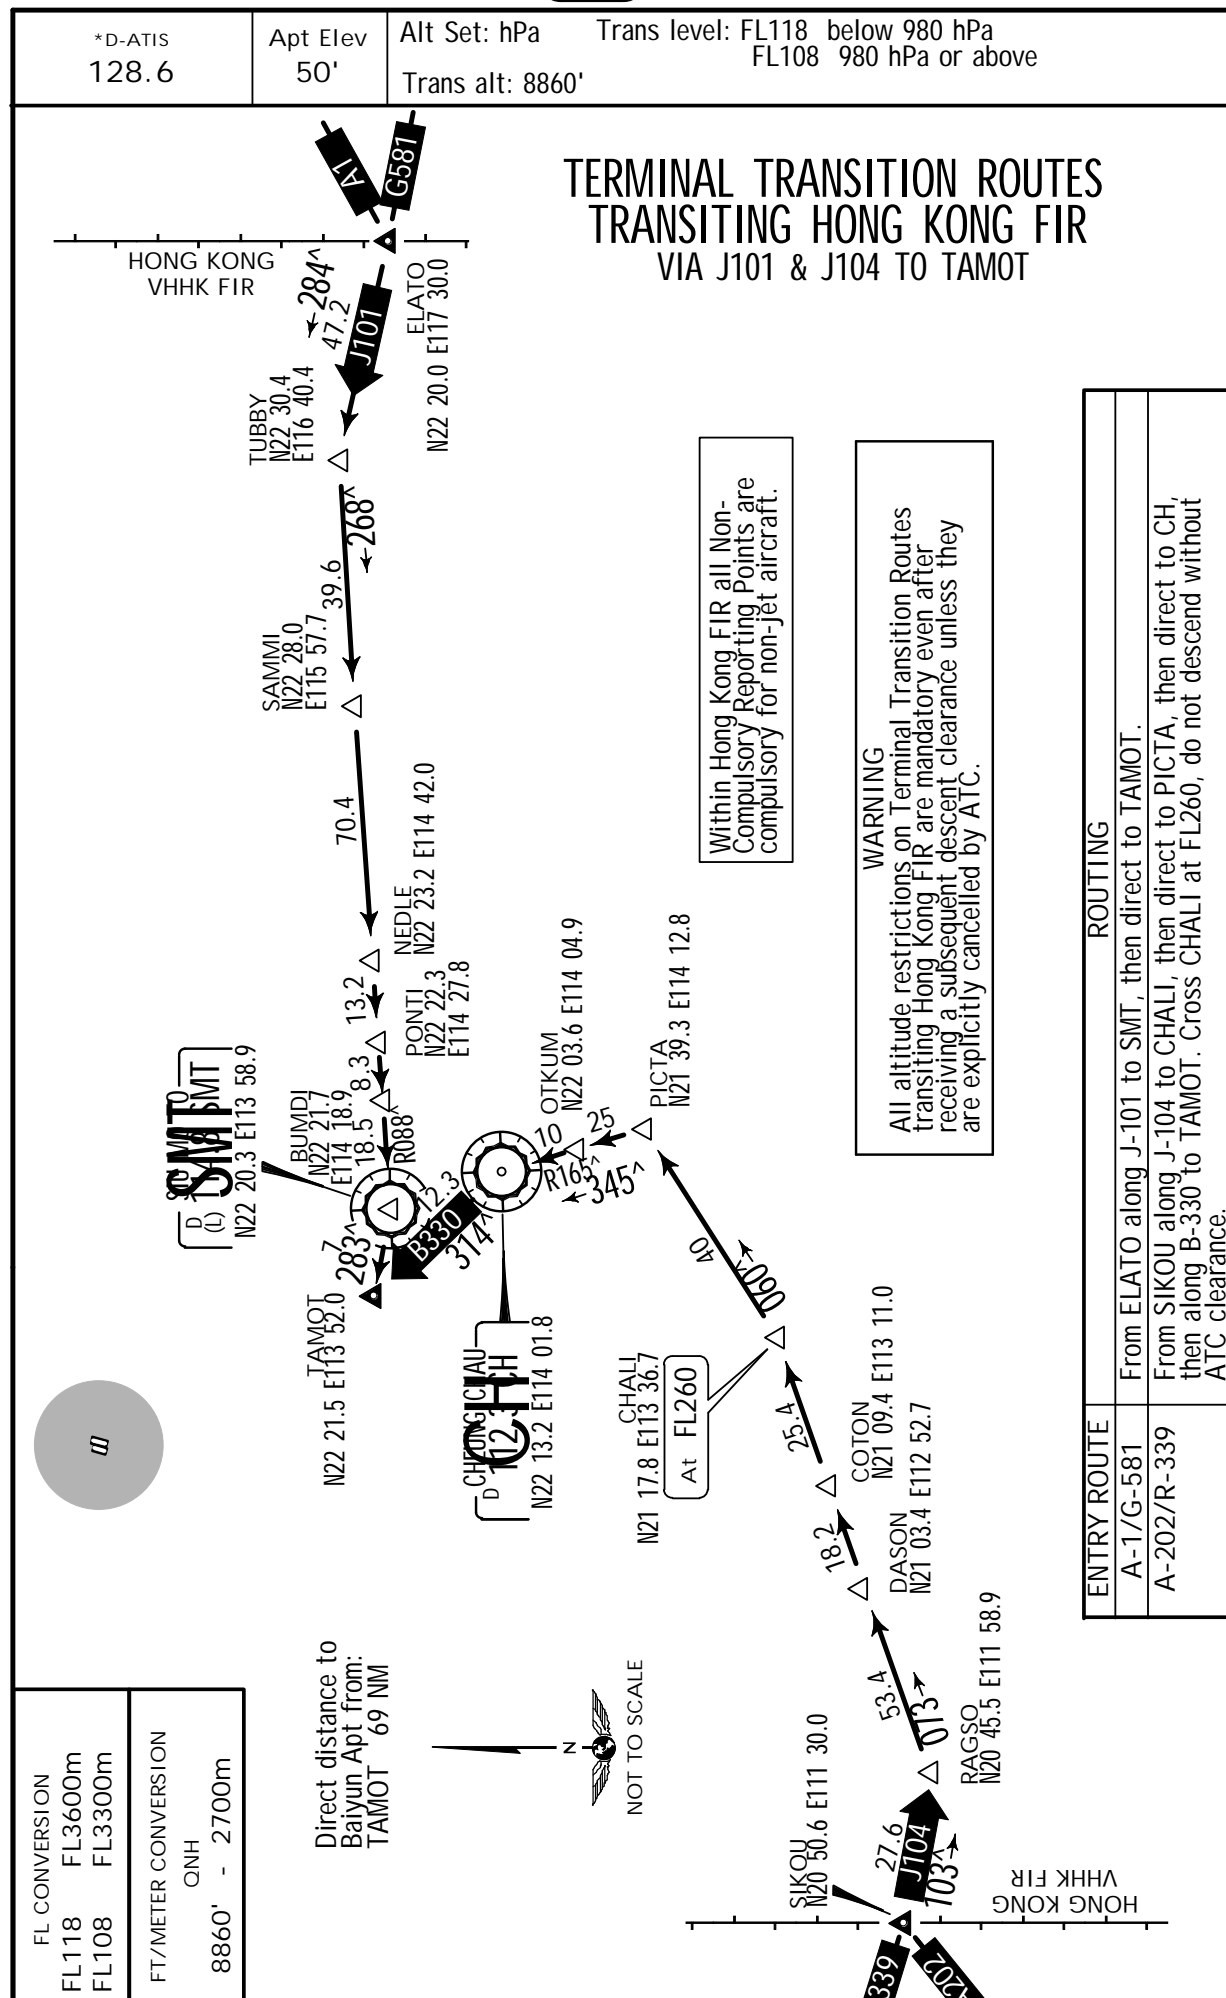 *D-ATIS
128.6
Apt Elev
50'
Alt Set: hPa
Trans level: FL118 below 980 hPa
FL108 980 hPa or above
Trans alt: 8860'
TERMINAL TRANSITION ROUTES
TRANSITING HONG KONG FIR
VIA J101 & J104 TO TAMOT
A1
G581
HONG KONG
VHHK FIR
284^
47.2
J101
ELATO
N22 20.0 E117 30.0
TUBBY
N22 30.4
E116 40.4
268^
39.6
SAMMI
N22 28.0
E115 57.7
70.4
NEDLE
N22 23.2 E114 42.0
13.2
PONTI
N22 22.3
E114 27.8
8.3
BUMDI
N22 21.7
E114 18.9
18.5
R088^
D
(L)
SMT
N22 20.3 E113 58.9
12.3
B330
314^
7
283^
TAMOT
N22 21.5 E113 52.0
OTKUM
N22 03.6 E114 04.9
10
25
R165^
345^
PICTA
N21 39.3 E114 12.8
CHEUNG CHAU
D 112.3 CH
CH
N22 13.2 E114 01.8
40
060^
CHALI
N21 17.8 E113 36.7
At FL260
25.4
COTON
N21 09.4 E113 11.0
18.2
DASON
N21 03.4 E112 52.7
53.4
073^
RAGSO
N20 45.5 E111 58.9
SIKOU
N20 50.6 E111 30.0
27.6
J104
103^
HONG KONG
VHHK FIR
339
A202
Within Hong Kong FIR all Non-
Compulsory Reporting Points are
compulsory for non-jet aircraft.
WARNING
All altitude restrictions on Terminal Transition Routes
transiting Hong Kong FIR are mandatory even after
receiving a subsequent descent clearance unless they
are explicitly cancelled by ATC.
ENTRY ROUTE ROUTING
A-1/G-581 From ELATO along J-101 to SMT, then direct to TAMOT.
A-202/R-339 From SIKOU along J-104 to CHALI, then direct to PICTA, then direct to CH,
then along B-330 to TAMOT. Cross CHALI at FL260, do not descend without
ATC clearance.
Direct distance to
Baiyun Apt from:
TAMOT 69 NM
N
NOT TO SCALE
FL CONVERSION
FL118 FL3600m
FL108 FL3300m
FT/METER CONVERSION
QNH
8860' - 2700m